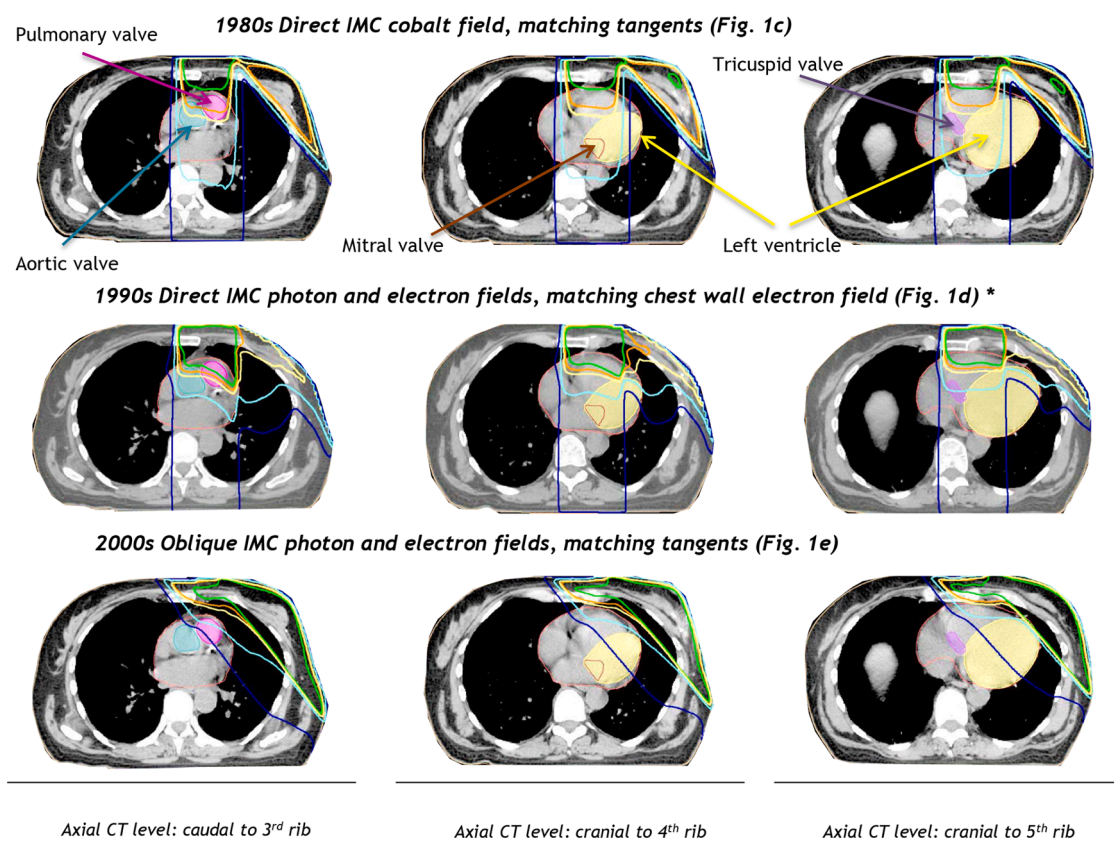 1980s Direct IMC cobalt field, matching tangents (Fig. 1c)
Pulmonary valve
Tricuspid valve
Mitral valve
Left ventricle
Aortic valve
1990s Direct IMC photon and electron fields, matching chest wall electron field (Fig. 1d) *
2000s Oblique IMC photon and electron fields, matching tangents (Fig. 1e)
Axial CT level: caudal to 3rd rib
Axial CT level: cranial to 4th rib
Axial CT level: cranial to 5th rib